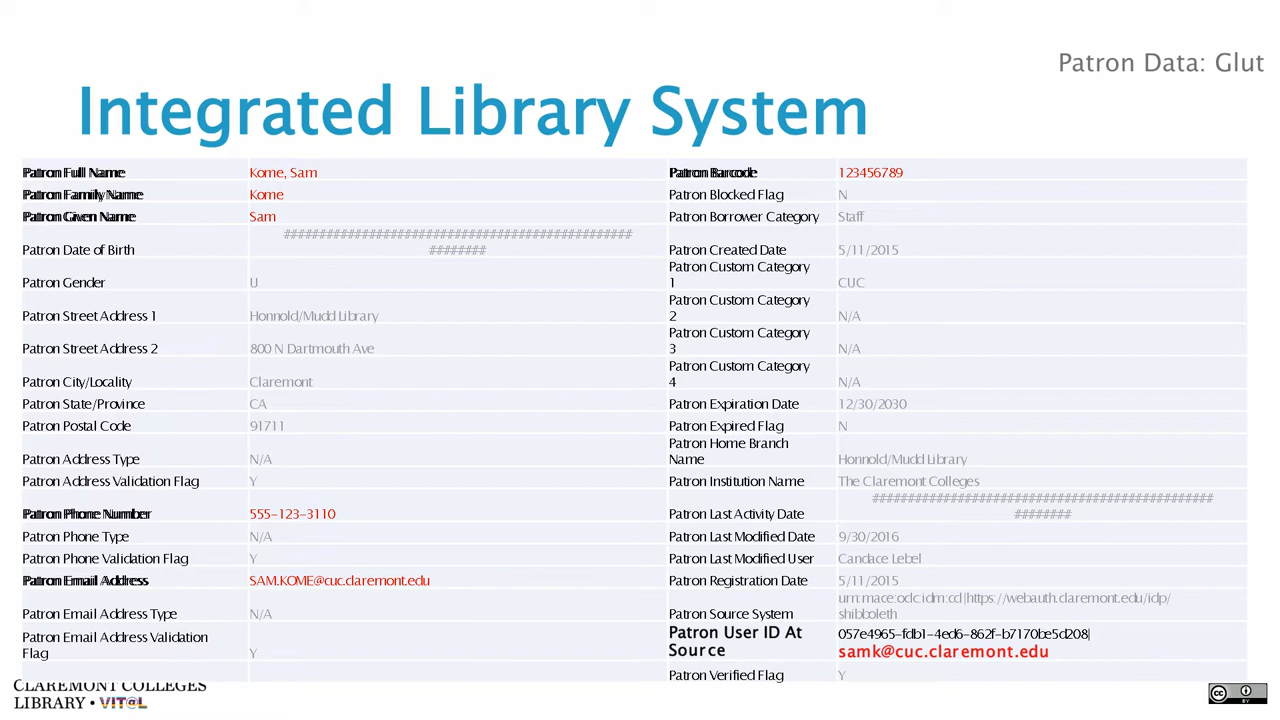 Patron Data: Glut
Integrated Library System
Patron Full Name Kome, Sam
Patron Family Name Kome
Patron Given Name Sam
Patron Date of Birth #################################################
########
Patron Gender U
Patron Street Address 1 Honnold/Mudd Library
Patron Street Address 2 800 N Dartmouth Ave
Patron City/Locality Claremont
Patron State/Province CA
Patron Postal Code 91711
Patron Address Type N/A
Patron Address Validation Flag Y
Patron Phone Number 555-123-3110
Patron Phone Type N/A
Patron Phone Validation Flag Y
Patron Email Address SAM.KOME@cuc.claremont.edu
Patron Email Address Type N/A
Patron Email Address Validation
Flag Y
Patron Barcode 123456789
Patron Blocked Flag N
Patron Borrower Category Staff
Patron Created Date 5/11/2015
Patron Custom Category
1 CUC
Patron Custom Category
2 N/A
Patron Custom Category
3 N/A
Patron Custom Category
4 N/A
Patron Expiration Date 12/30/2030
Patron Expired Flag N
Patron Home Branch
Name Honnold/Mudd Library
Patron Institution Name The Claremont Colleges
################################################
Patron Last Activity Date ########
Patron Last Modified Date 9/30/2016
Patron Last Modified User Candace Lebel
Patron Registration Date 5/11/2015
urn:mace:oclc:idm:ccl|https://webauth.claremont.edu/idp/
Patron Source System shibboleth
Patron User ID At 057e4965-fdb1-4ed6-862f-b7170be5d208|
Source samk@cuc.claremont.edu
Patron Verified Flag Y
CLAREMONT COLLEGES
LIBRARY • VIT@L
cc
BY